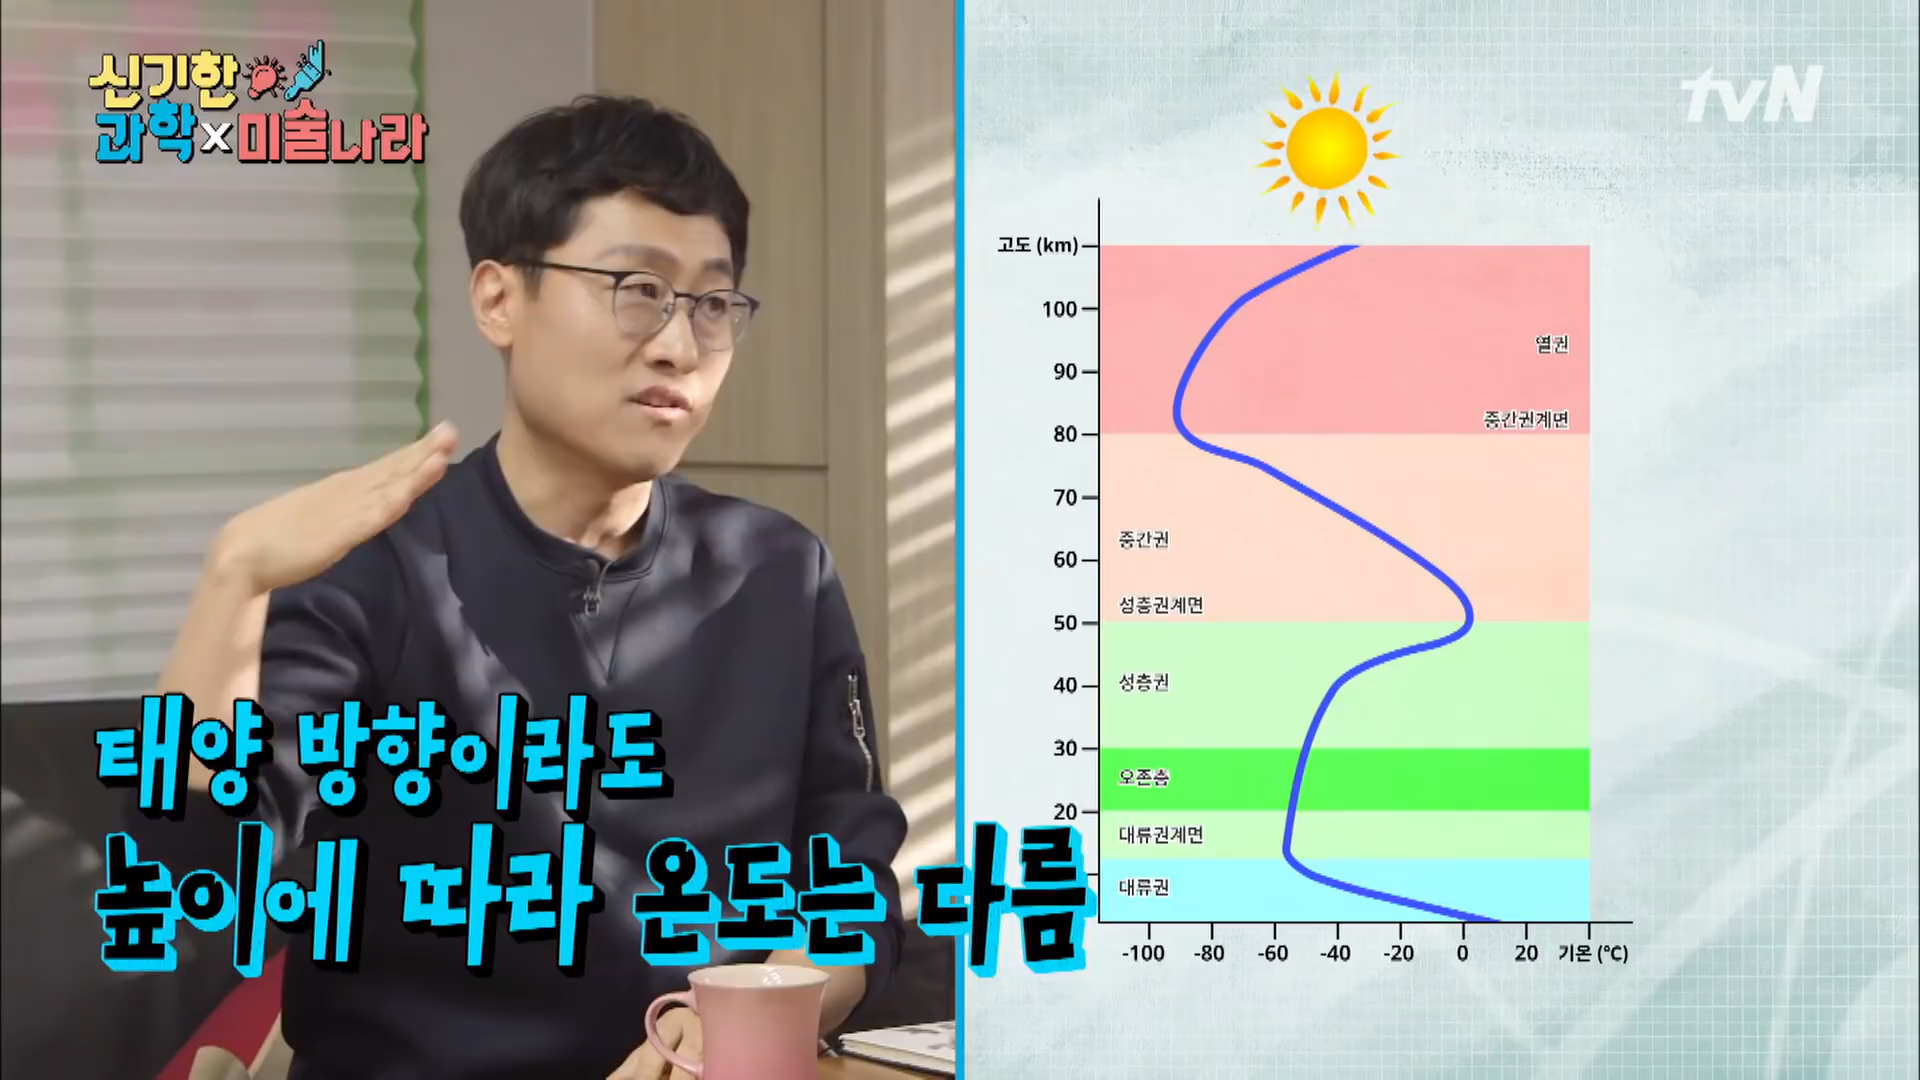 신기한
과학x미술나라
tvN
고도 (km)
100
열권
90
중간권계면
80
70
중간권
60
성층권계면
50
성층권
40
30
오존층
20
대류권계면
대류권
-100 -80 -60 -40 -20 0 20 기온 (℃)
태양 방향이라도
높이에 따라 온도는 다름